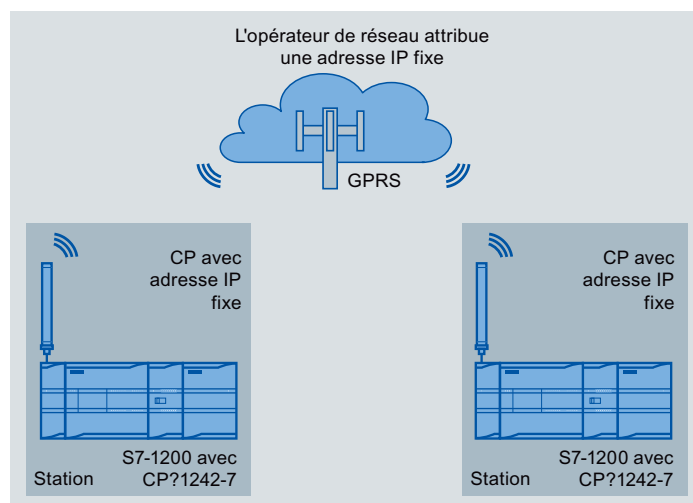 L'opérateur de réseau attribue
une adresse IP fixe
GPRS
CP avec
adresse IP
fixe
S7-1200 avec
CP?1242-7
Station
CP avec
adresse IP
fixe
S7-1200 avec
CP?1242-7
Station